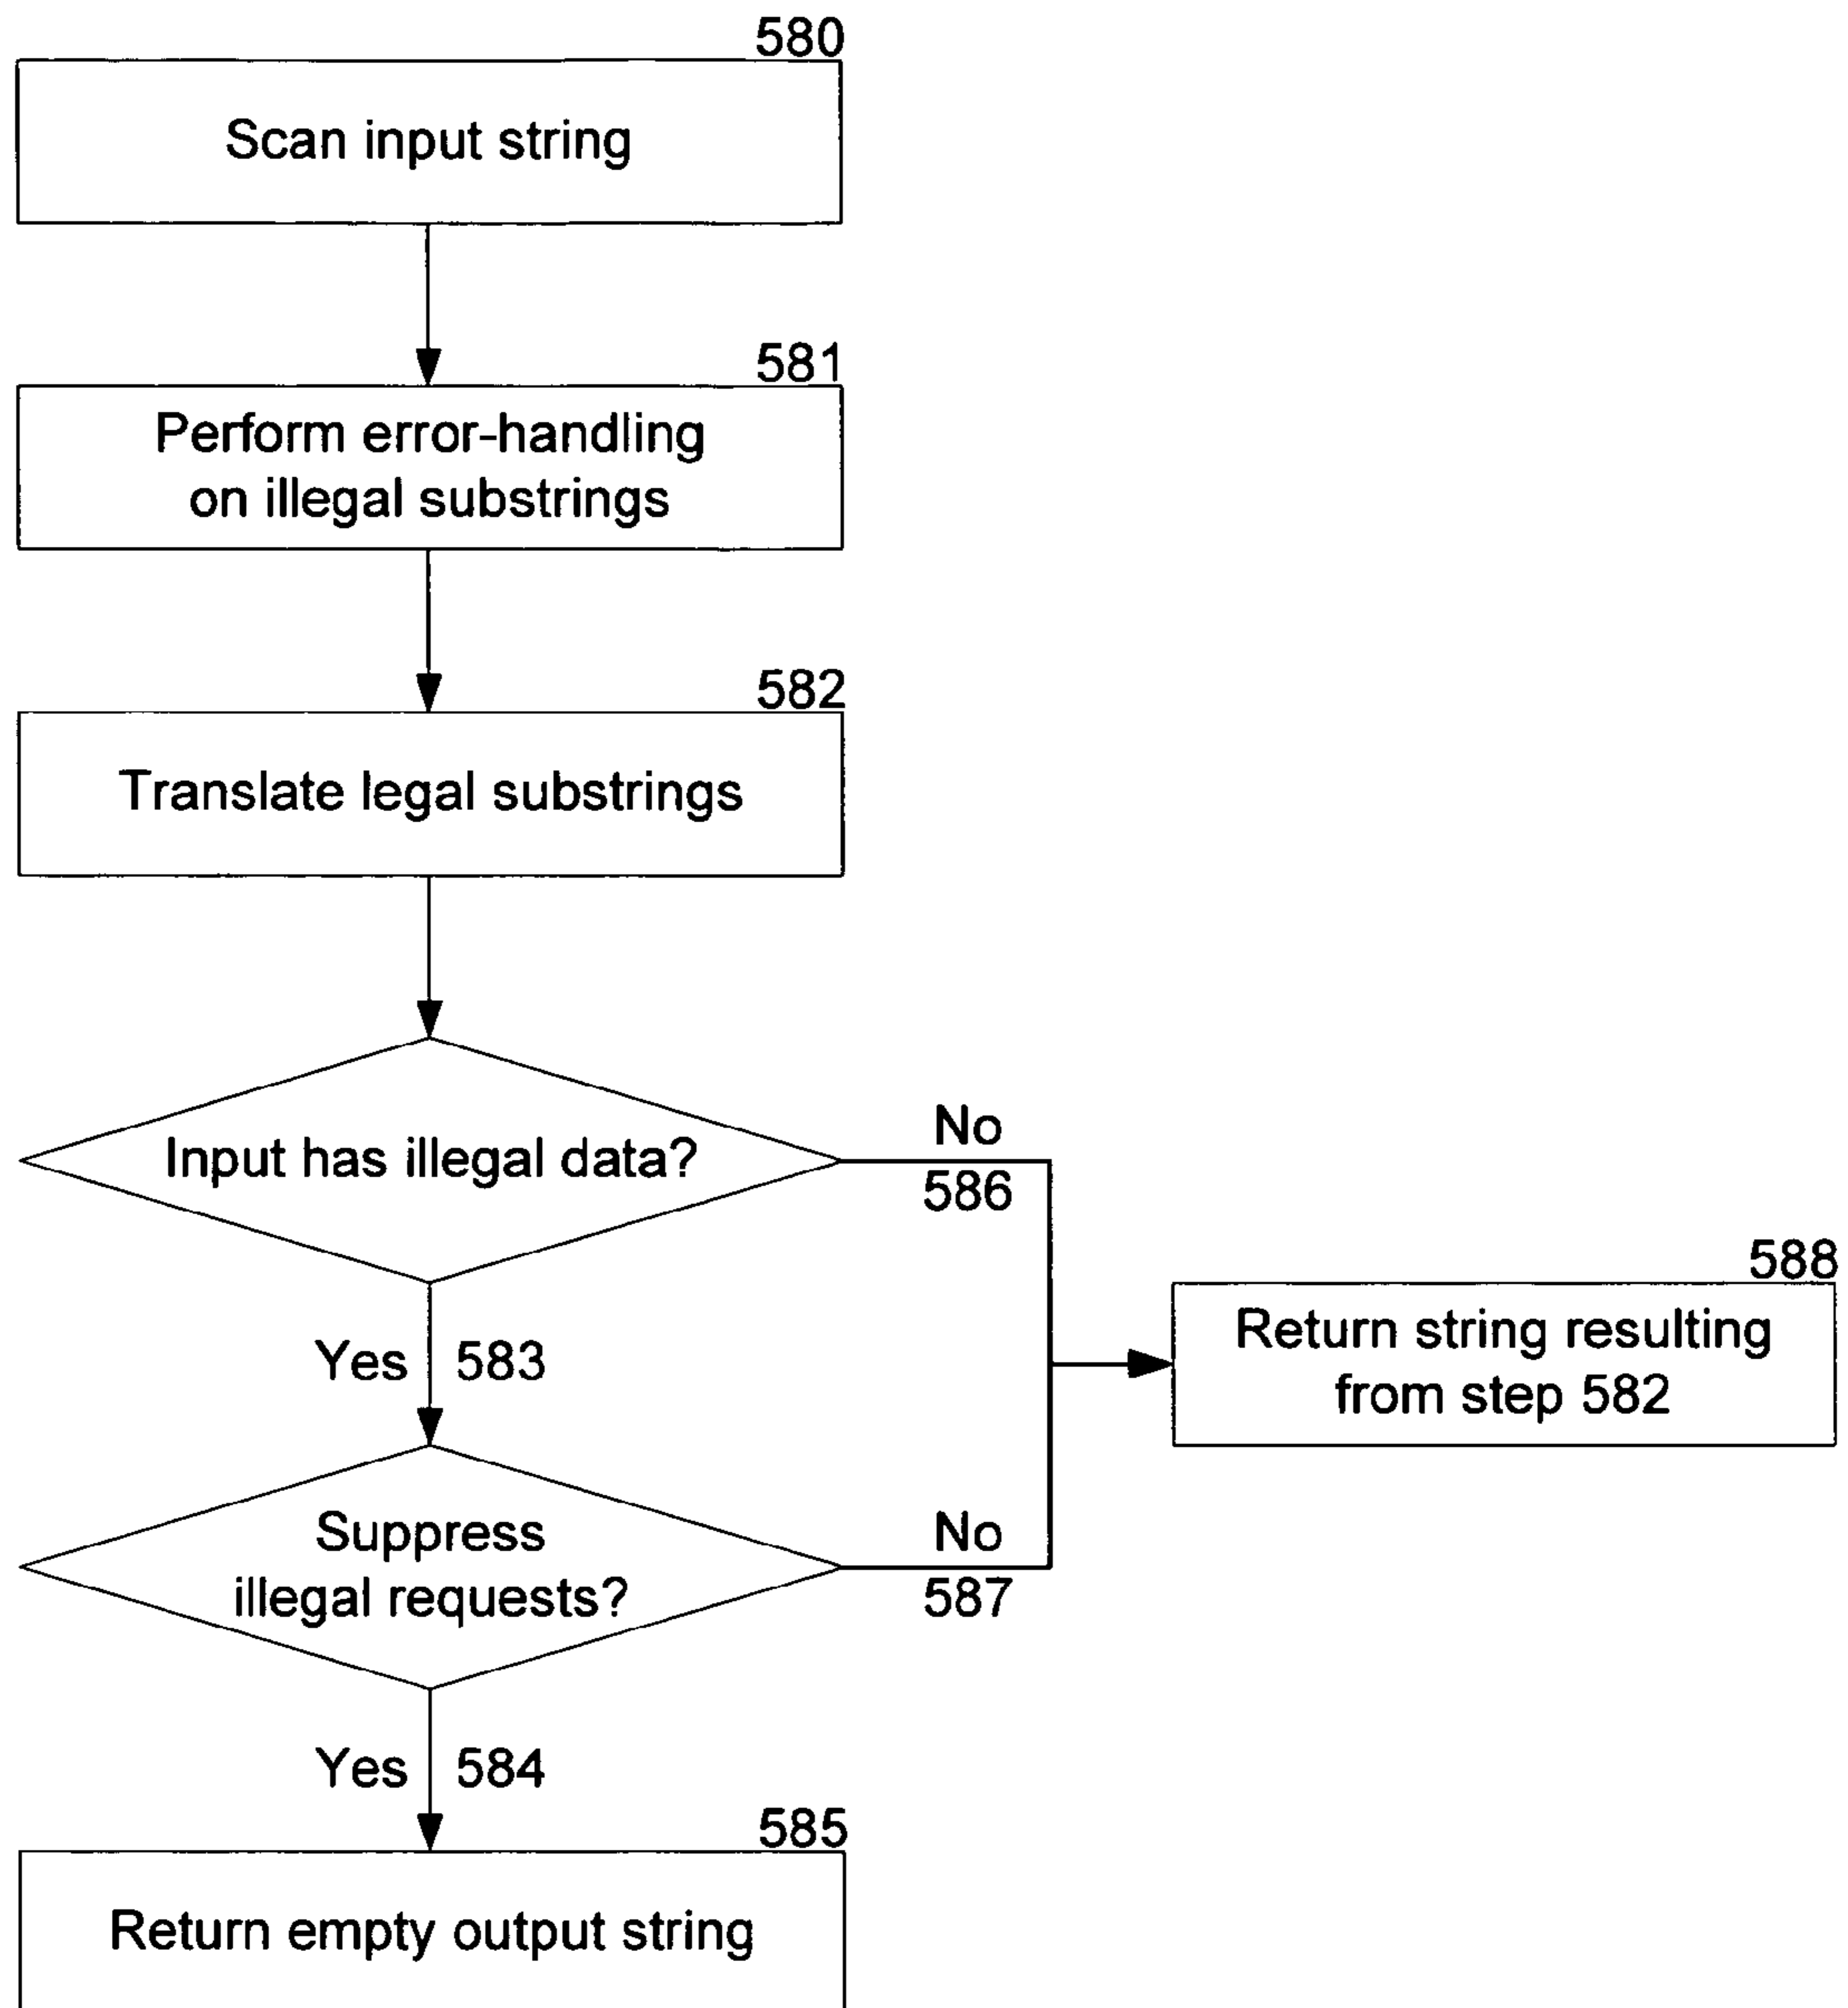 580
Scan input string
581
Perform error-handling
on illegal substrings
582
Translate legal substrings
Input has illegal data?
No
586
Yes
583
588
Return string resulting
from step 582
Suppress
illegal requests?
No
587
Yes
584
585
Return empty output string